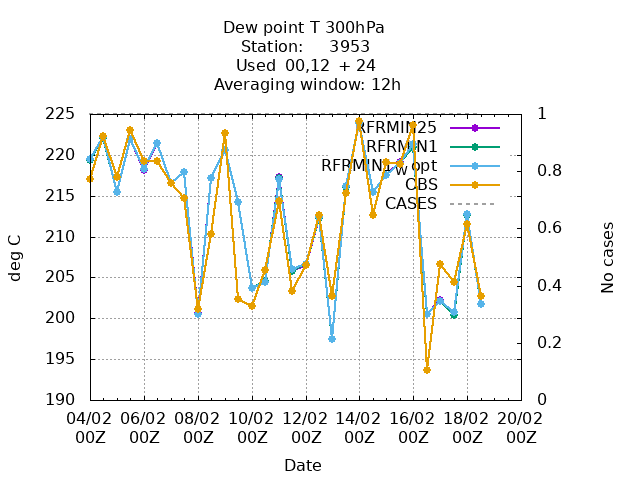 Dew point T 300hPa
Station: 3953
Used 00,12 + 24
Averaging window: 12h
225
220
215
210
205
200
195
190
deg C
1
0.8
0.6
0.4
0.2
0
No cases
RFRMIN25
RFRMIN1
RFRMIN1 w opt
OBS
CASES
04/02 06/02 08/02 10/02 12/02 14/02 16/02 18/02 20/02
00Z 00Z 00Z 00Z 00Z 00Z 00Z 00Z 00Z
Date